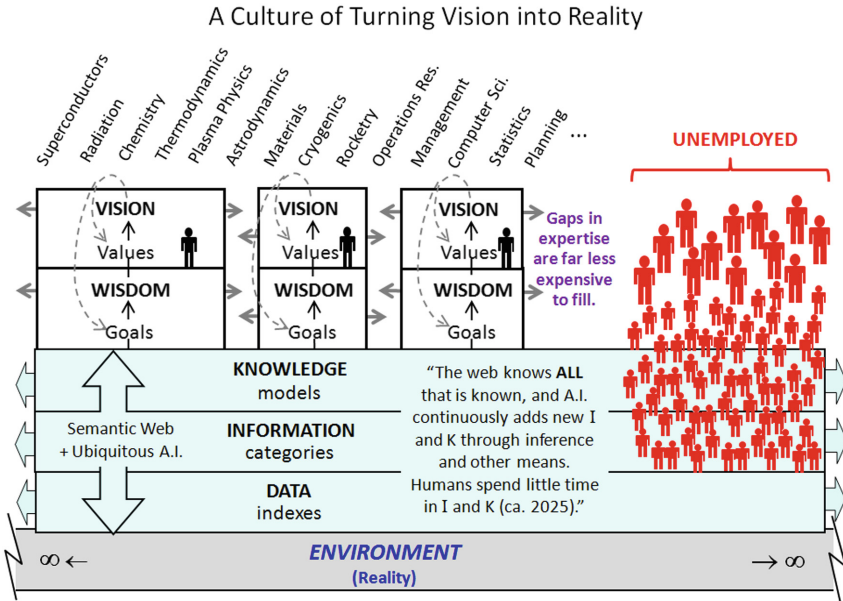 A Culture of Turning Vision into Reality
Superconductors
Radiation
Chemistry
Thermodynamics
Plasma Physics
Astrodynamics
Materials
Cryogenics
Rocketry
Operations Res.
Management
Computer Sci.
Statistics
Planning
...
UNEMPLOYED
VISION
Values
WISDOM
Goals
VISION
Values
WISDOM
Goals
VISION
Values
WISDOM
Goals
Gaps in
expertise
are far less
expensive
to fill.
KNOWLEDGE
models
Semantic Web
+ Ubiquitous A.I.
INFORMATION
categories
DATA
indexes
“The web knows ALL
that is known, and A.I.
continuously adds new I
and K through inference
and other means.
Humans spend little time
in I and K (ca. 2025).”
∞ ←
ENVIRONMENT
(Reality)
→ ∞